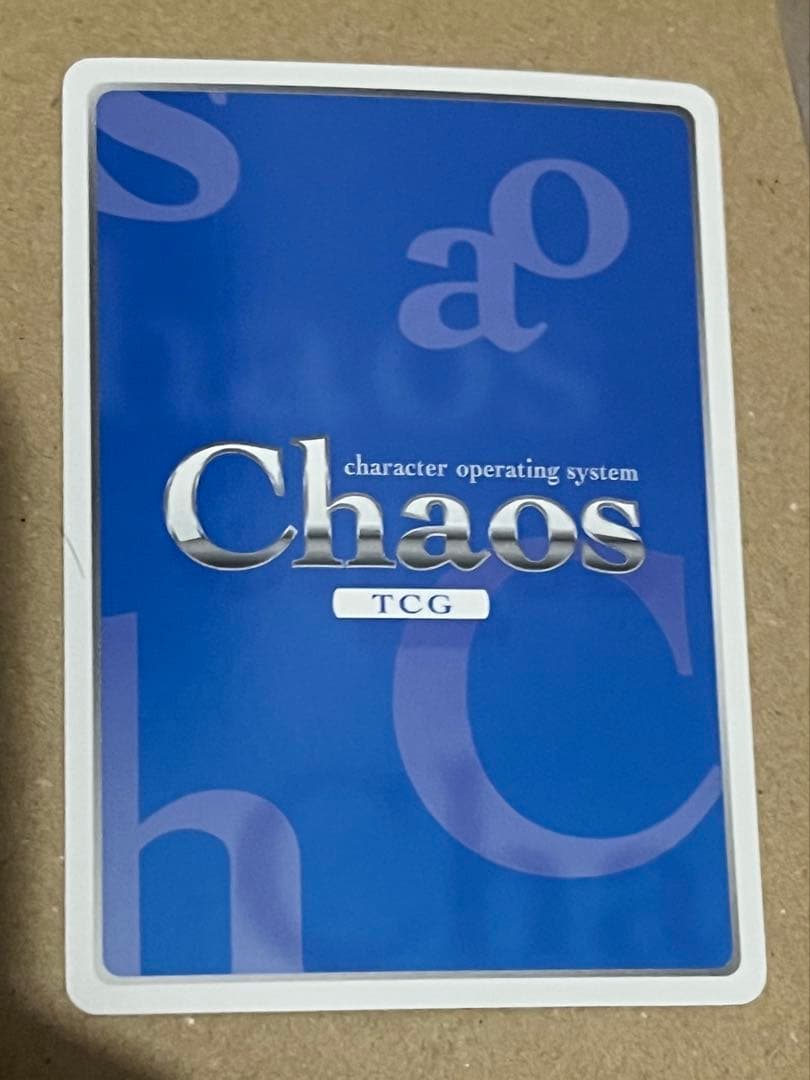 s
o
a
character operating system
Chaos
TCG
C
h